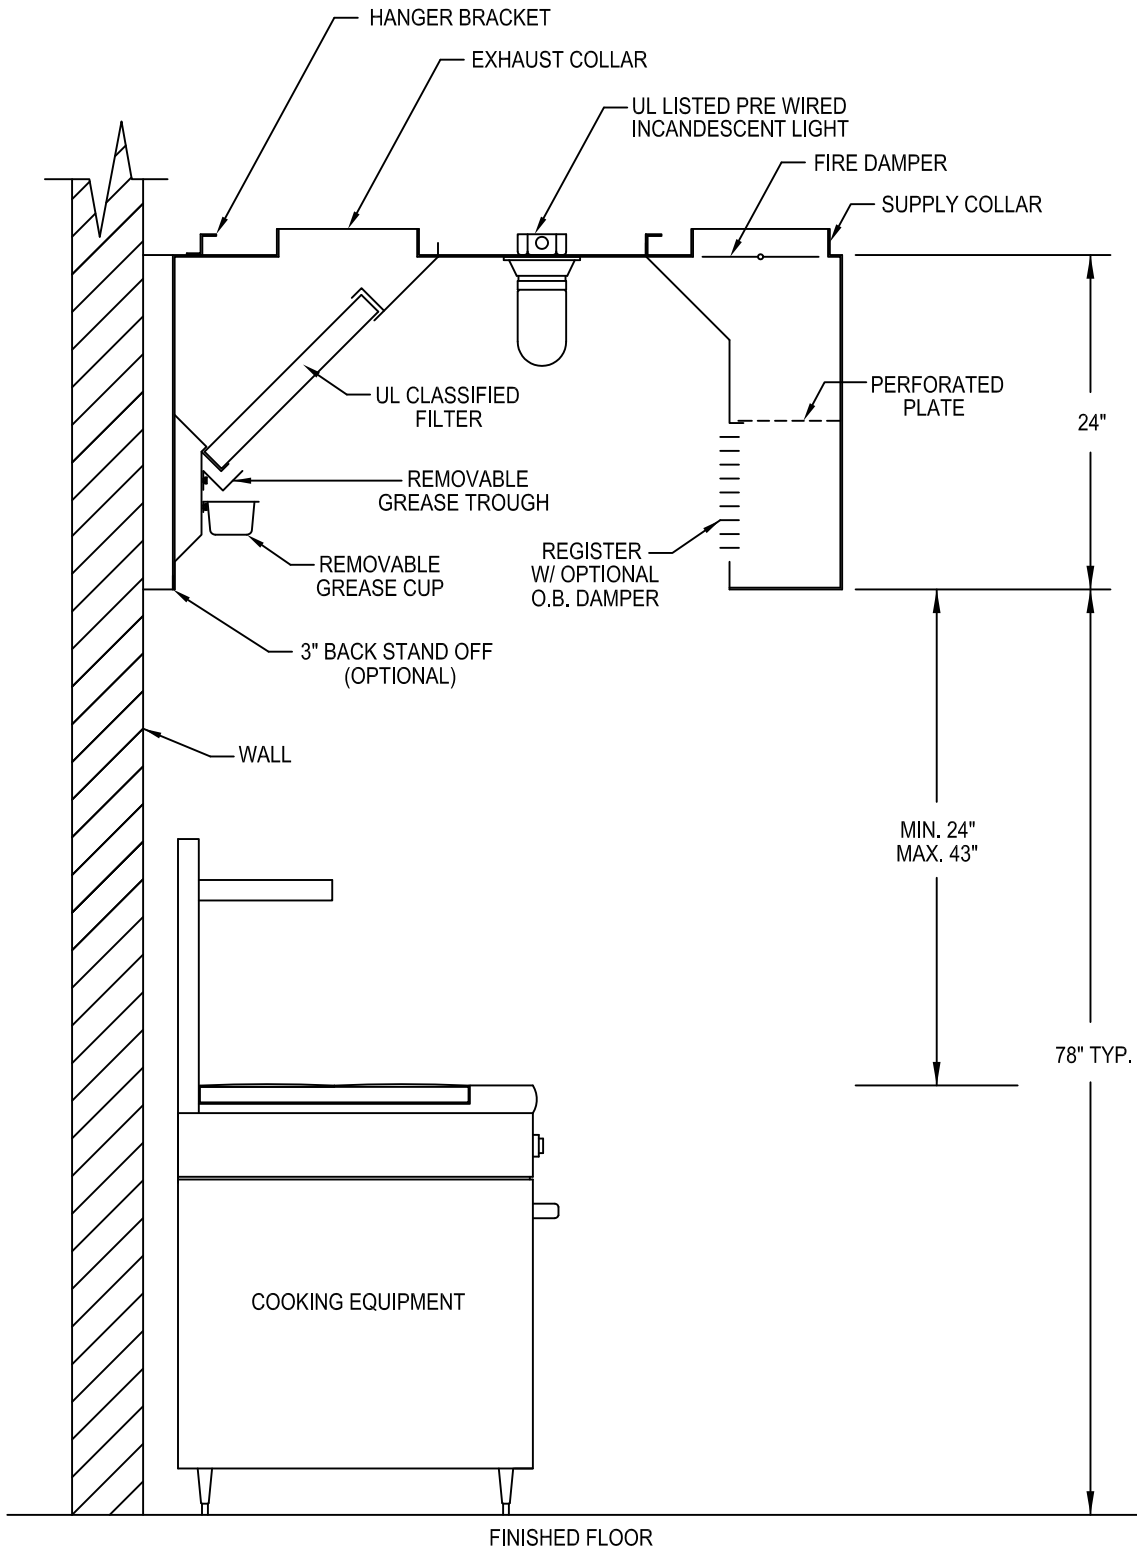 HANGER BRACKET
EXHAUST COLLAR
UL LISTED PRE WIRED
INCANDESCENT LIGHT
FIRE DAMPER
SUPPLY COLLAR
UL CLASSIFIED
FILTER
PERFORATED
PLATE
24"
REMOVABLE
GREASE TROUGH
REMOVABLE
GREASE CUP
REGISTER
W/ OPTIONAL
O.B. DAMPER
3" BACK STAND OFF
(OPTIONAL)
WALL
MIN. 24"
MAX. 43"
78" TYP.
COOKING EQUIPMENT
FINISHED FLOOR